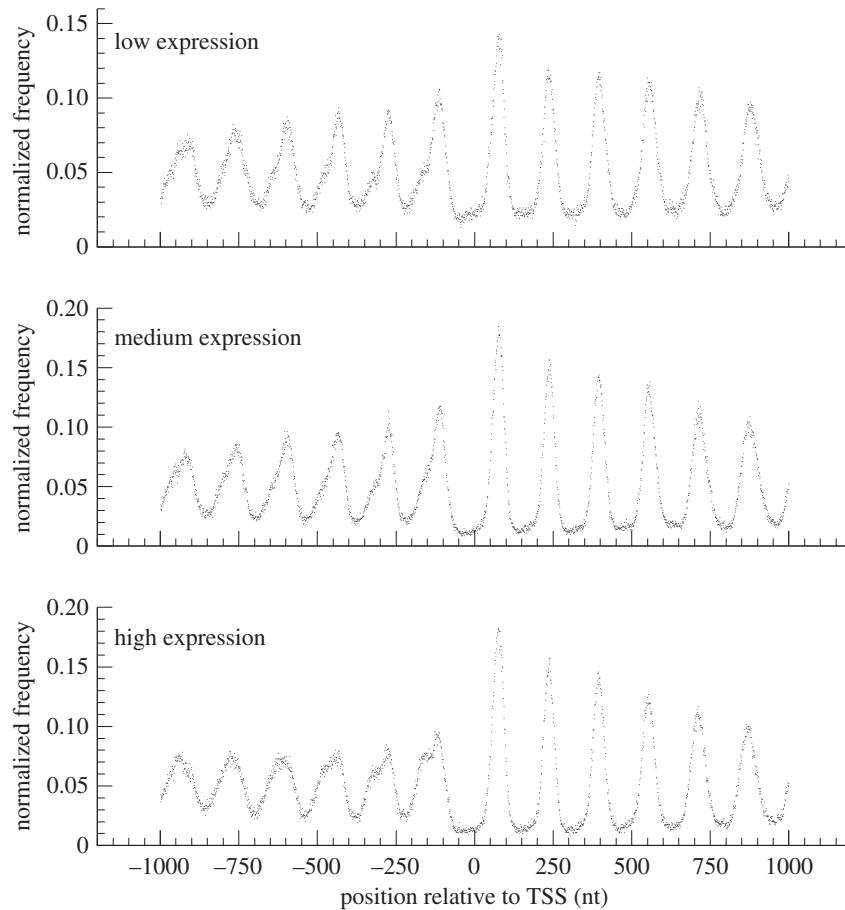 0.15
low expression
0.10
0.05
0
normalized frequency
0.20
medium expression
0.15
0.10
0.05
0
normalized frequency
0.20
high expression
0.15
0.10
0.05
0
normalized frequency
–1000 –750 –500 –250 0 250 500 750 1000
position relative to TSS (nt)